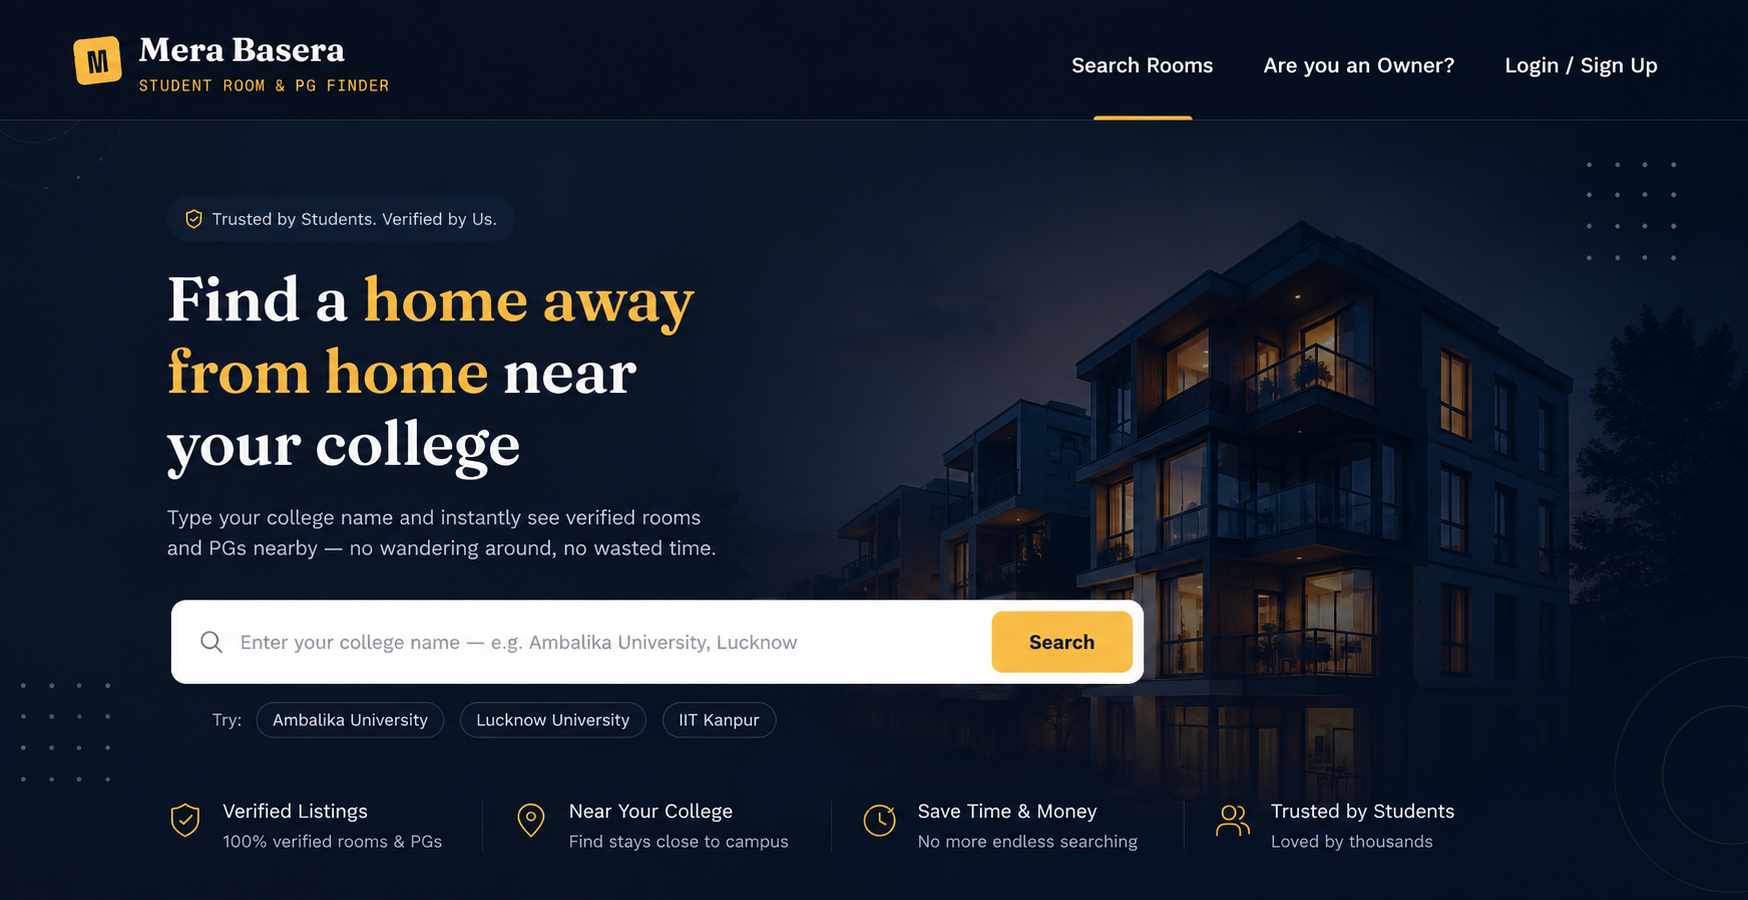 M
Mera Basera
STUDENT ROOM & PG FINDER
Search Rooms
Are you an Owner?
Login / Sign Up
Trusted by Students. Verified by Us.
Find a home away
from home near
your college
Type your college name and instantly see verified rooms
and PGs nearby — no wandering around, no wasted time.
Enter your college name — e.g. Ambalika University, Lucknow
Search
Try:
Ambalika University
Lucknow University
IIT Kanpur
Verified Listings
100% verified rooms & PGs
Near Your College
Find stays close to campus
Save Time & Money
No more endless searching
Trusted by Students
Loved by thousands